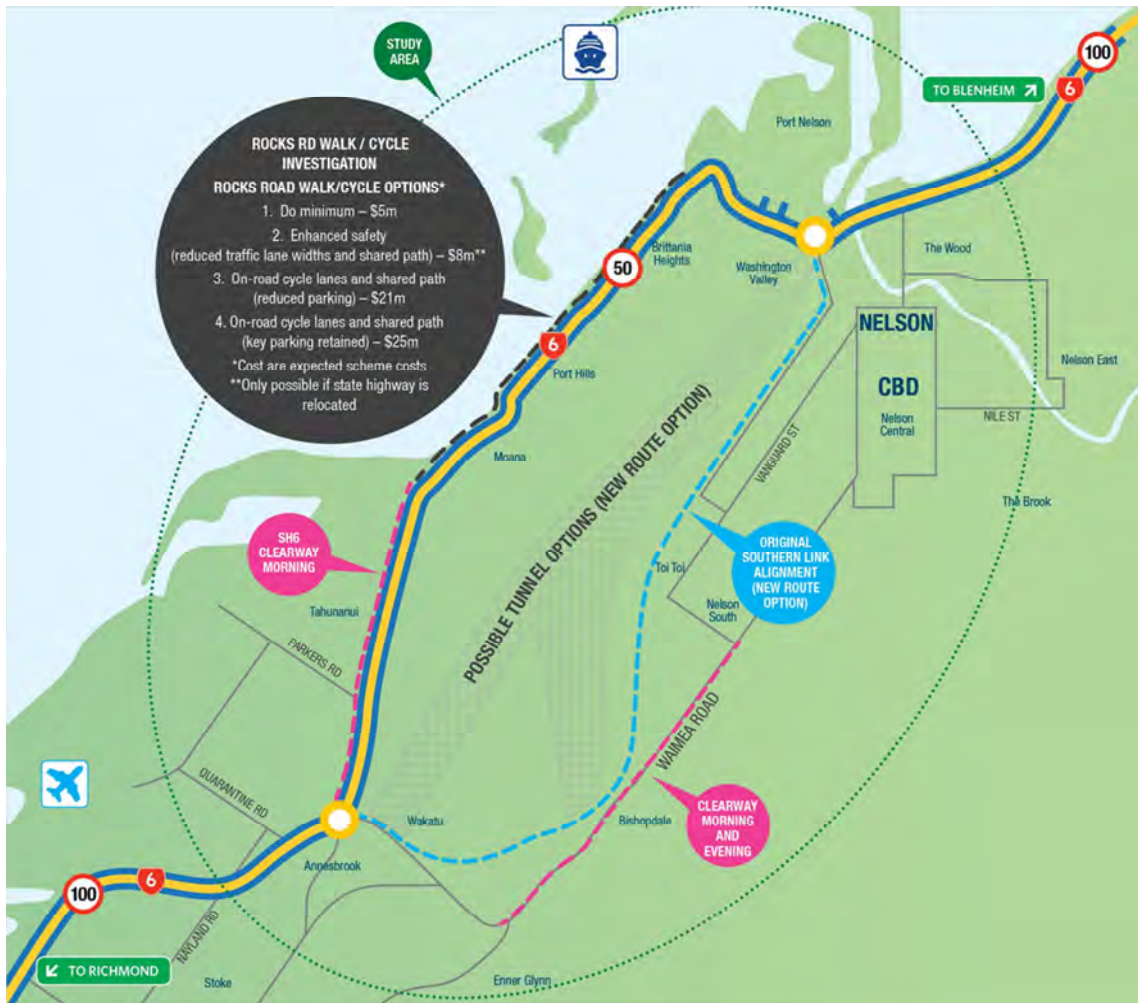 STUDY
AREA
100
TO BLENHEIM
6
Port Nelson
ROCKS RD WALK / CYCLE
INVESTIGATION
ROCKS ROAD WALK/CYCLE OPTIONS*
1. Do minimum – $5m
2. Enhanced safety
(reduced traffic lane widths and shared path) – $8m**
3. On-road cycle lanes and shared path
(reduced parking) – $21m
4. On-road cycle lanes and shared path
(key parking retained) – $25m
*Cost are expected scheme costs
**Only possible if state highway is
relocated
Brittania
Heights
50
6
Port Hills
Moana
Washington
Valley
The Wood
NELSON
CBD
Nelson
Central
Nelson East
NILE ST
VANGUARD ST
The Brook
POSSIBLE TUNNEL OPTIONS (NEW ROUTE OPTION)
SH6
CLEARWAY
MORNING
Tahunanui
PARKERS RD
Toi Toi
Nelson
South
ORIGINAL
SOUTHERN LINK
ALIGNMENT
(NEW ROUTE
OPTION)
WAIMEA ROAD
QUARANTINE RD
Wakatu
Bishopdale
CLEARWAY
MORNING
AND
EVENING
Annesbrook
100
6
NAYLAND RD
TO RICHMOND
Stoke
Enner Glynn